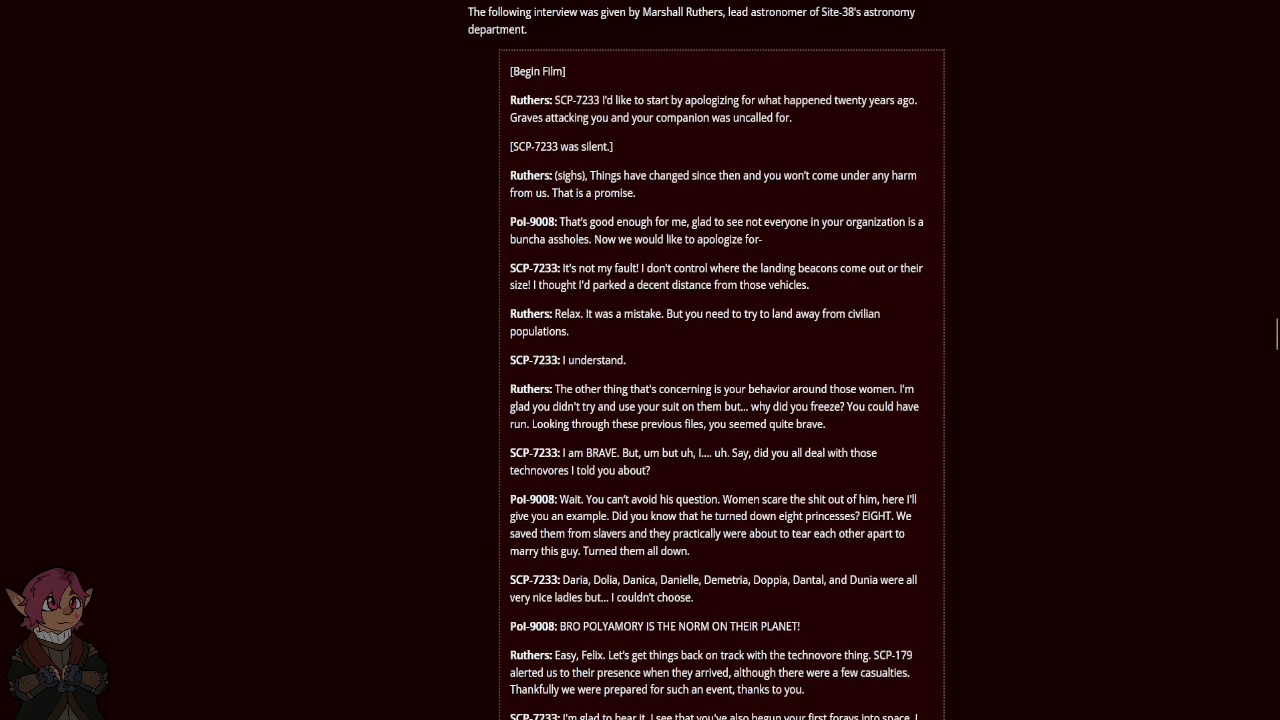 The following interview was given by Marshall Ruthers, lead astronomer of Site-38's astronomy
department.
[Begin Film]
Ruthers: SCP-7233 I'd like to start by apologizing for what happened twenty years ago.
Graves attacking you and your companion was uncalled for.
[SCP-7233 was silent.]
Ruthers: (sighs), Things have changed since then and you won't come under any harm
from us. That is a promise.
PoI-9008: That's good enough for me, glad to see not everyone in your organization is a
buncha assholes. Now we would like to apologize for-
SCP-7233: It's not my fault! I don't control where the landing beacons come out or their
size! I thought I'd parked a decent distance from those vehicles.
Ruthers: Relax. It was a mistake. But you need to try to land away from civilian
populations.
SCP-7233: I understand.
Ruthers: The other thing that's concerning is your behavior around those women. I'm
glad you didn't try and use your suit on them but... why did you freeze? You could have
run. Looking through these previous files, you seemed quite brave.
SCP-7233: I am BRAVE. But, um but uh, I.... uh. Say, did you all deal with those
technovores I told you about?
PoI-9008: Wait. You can't avoid his question. Women scare the shit out of him, here I'll
give you an example. Did you know that he turned down eight princesses? EIGHT. We
saved them from slavers and they practically were about to tear each other apart to
marry this guy. Turned them all down.
SCP-7233: Daria, Dolia, Danica, Danielle, Demetria, Doppia, Dantal, and Dunia were all
very nice ladies but... I couldn't choose.
PoI-9008: BRO POLYAMORY IS THE NORM ON THEIR PLANET!
Ruthers: Easy, Felix. Let's get things back on track with the technovore thing. SCP-179
alerted us to their presence when they arrived, although there were a few casualties.
Thankfully we were prepared for such an event, thanks to you.
SCP-7233: I'm glad to hear it. I see that you've also begun your first forays into space. I